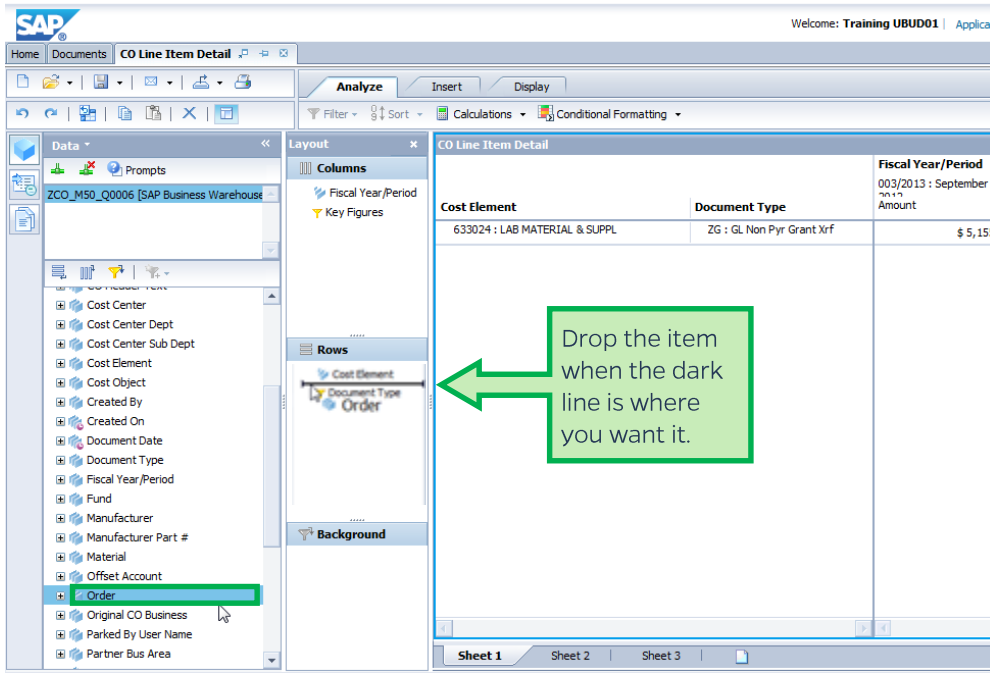 SAP
®
Welcome: Training UBUD01 | Applica
Home Documents CO Line Item Detail
Analyze Insert Display
Filter Sort Calculations Conditional Formatting
Data
Prompts
ZCO_M50_Q0006 [SAP Business Warehouse
CO Header Text
Cost Center
Cost Center Dept
Cost Center Sub Dept
Cost Element
Cost Object
Created By
Created On
Document Date
Document Type
Fiscal Year/Period
Fund
Manufacturer
Manufacturer Part #
Material
Offset Account
Order
Original CO Business
Parked By User Name
Partner Bus Area
Layout
Columns
Fiscal Year/Period
Key Figures
Rows
Cost Element
Document Type
Order
Background
CO Line Item Detail
Fiscal Year/Period
003/2013 : September
2012
Cost Element Document Type Amount
633024 : LAB MATERIAL & SUPPL ZG : GL Non Pyr Grant Xrf $ 5,15
Drop the item
when the dark
line is where
you want it.
Sheet 1 Sheet 2 Sheet 3